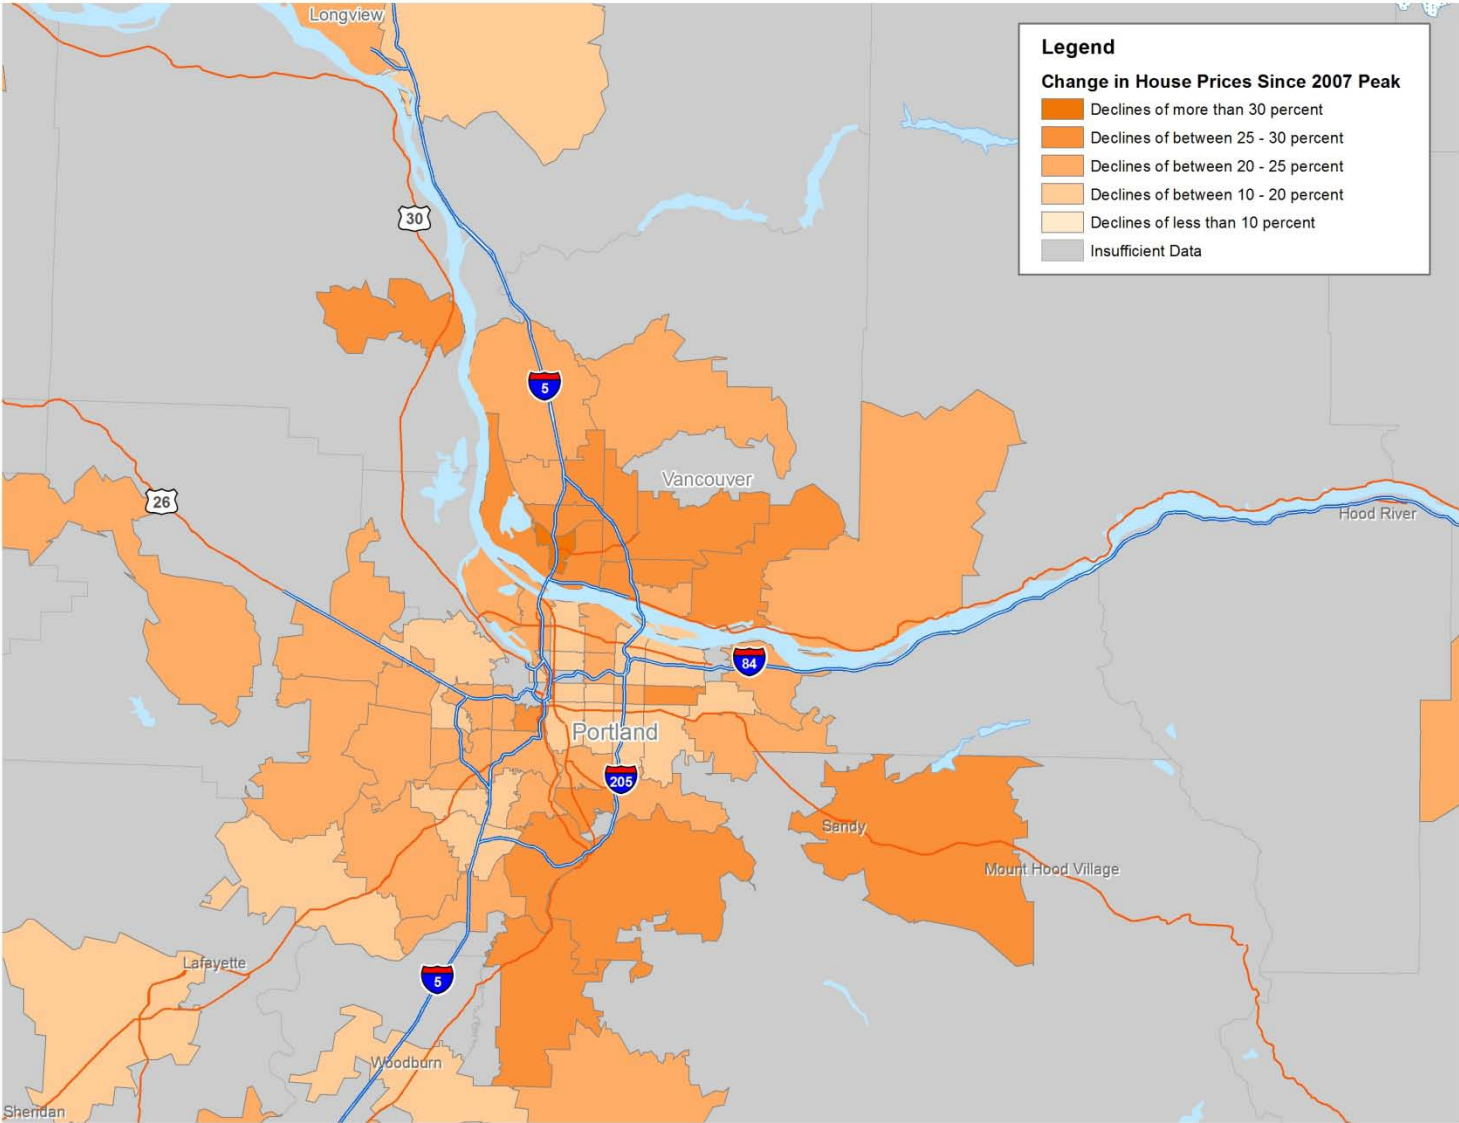 Longview
Legend
Change in House Prices Since 2007 Peak
Declines of more than 30 percent
Declines of between 25 - 30 percent
Declines of between 20 - 25 percent
Declines of between 10 - 20 percent
Declines of less than 10 percent
Insufficient Data
30
5
Vancouver
26
Hood River
84
Portland
205
Sandy
Mount Hood Village
Lafayette
5
Woodburn
Sheridan